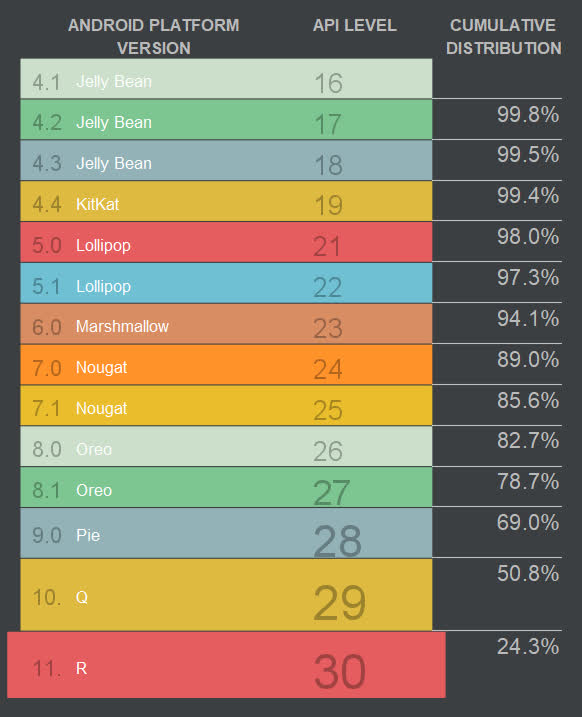 ANDROID PLATFORM VERSION API LEVEL CUMULATIVE DISTRIBUTION
4.1 Jelly Bean 16
4.2 Jelly Bean 17 99.8%
4.3 Jelly Bean 18 99.5%
4.4 KitKat 19 99.4%
5.0 Lollipop 21 98.0%
5.1 Lollipop 22 97.3%
6.0 Marshmallow 23 94.1%
7.0 Nougat 24 89.0%
7.1 Nougat 25 85.6%
8.0 Oreo 26 82.7%
8.1 Oreo 27 78.7%
9.0 Pie 28 69.0%
10. Q 29 50.8%
11. R 30 24.3%